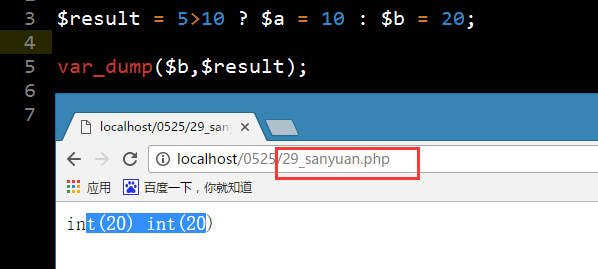 3
$result = 5>10 ? $a = 10 : $b = 20;
4
5
var_dump($b,$result);
6
7
localhost/0525/29_san
localhost/0525/29_sanyuan.php
应用 百度一下，你就知道
int(20) int(20)